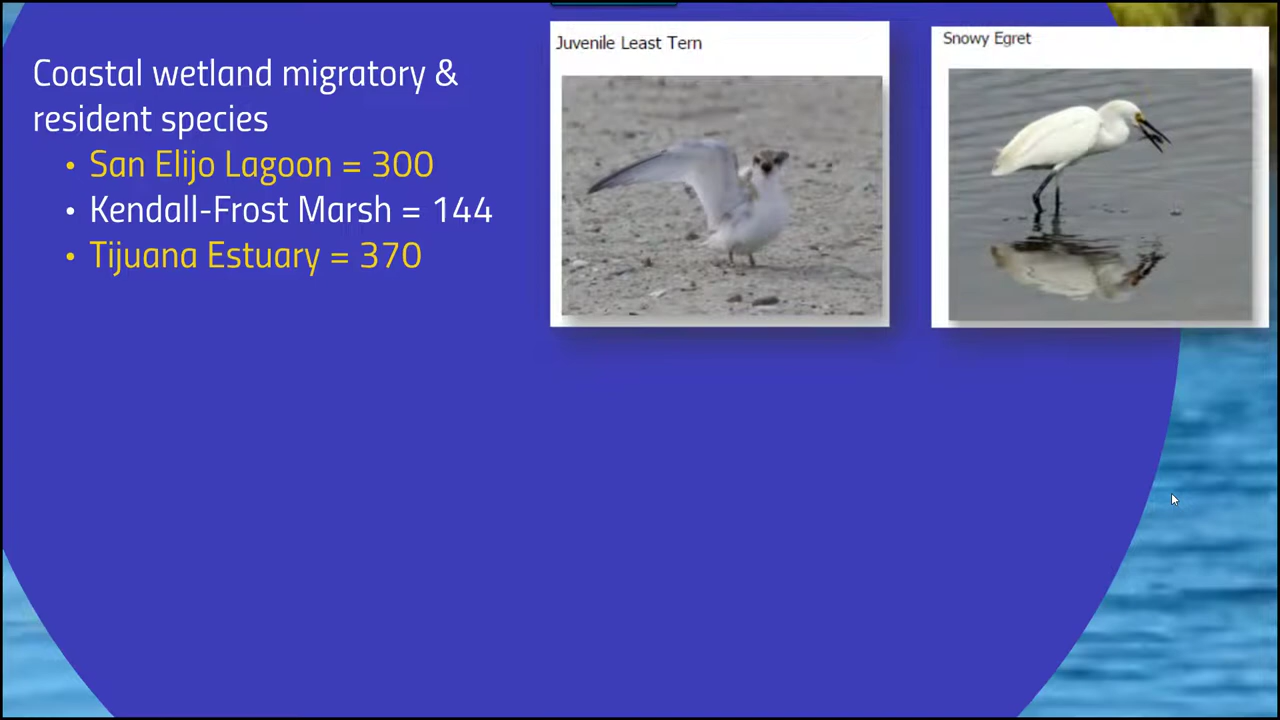 Coastal wetland migratory &
resident species
• San Elijo Lagoon = 300
• Kendall-Frost Marsh = 144
• Tijuana Estuary = 370
Juvenile Least Tern
Snowy Egret